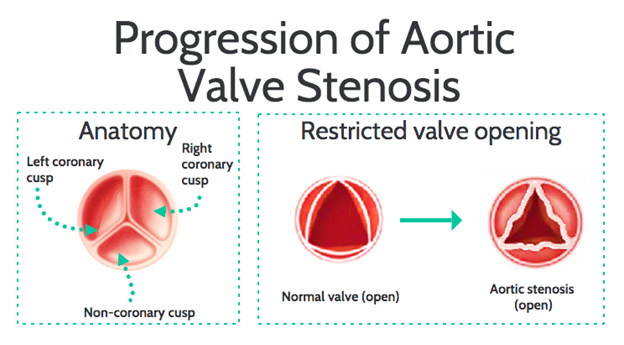 Progression of Aortic
Valve Stenosis
Anatomy
Left coronary
cusp
Right
coronary
cusp
Non-coronary cusp
Restricted valve opening
Normal valve (open)
Aortic stenosis
(open)